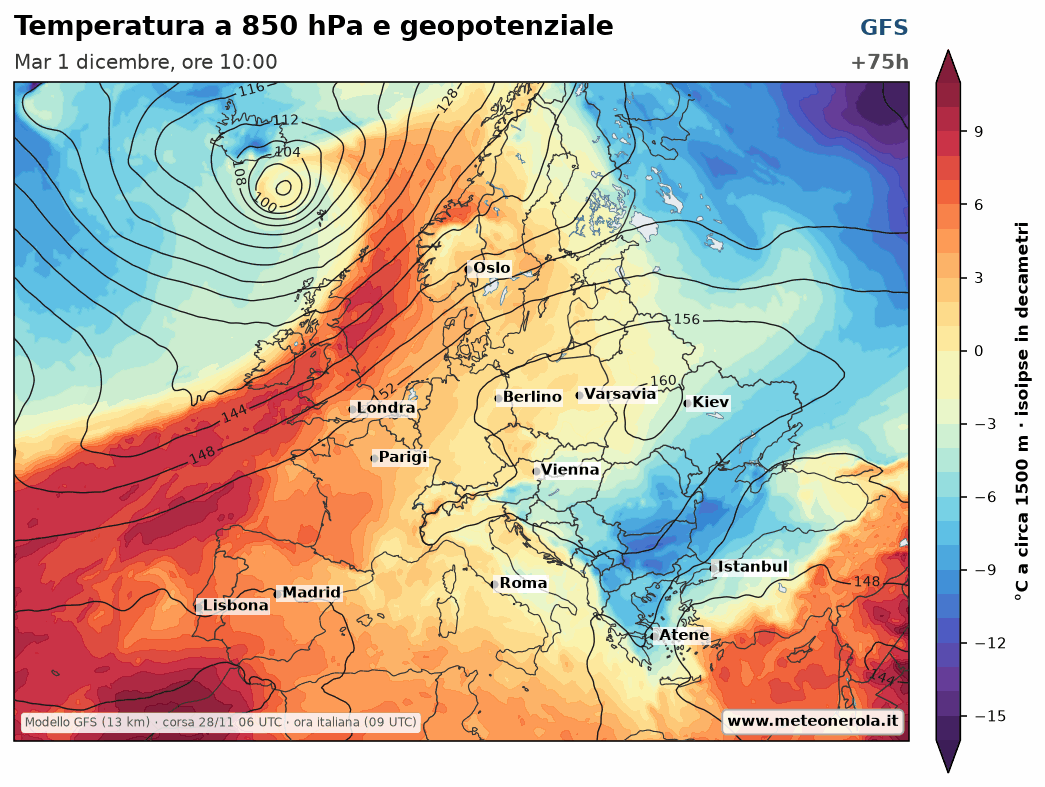 Temperatura a 850 hPa e geopotenziale
GFS
Mar 1 dicembre, ore 10:00
+75h
116
128
112
104
108
100
Oslo
156
160
152
Berlino
Varsavia
Kiev
Londra
144
148
Parigi
Vienna
Istanbul
148
Roma
Madrid
Lisbona
Atene
144
Modello GFS (13 km) · corsa 28/11 06 UTC · ora italiana (09 UTC)
www.meteonerola.it
9
6
3
0
−3
−6
−9
−12
−15
°C a circa 1500 m · isoipse in decametri